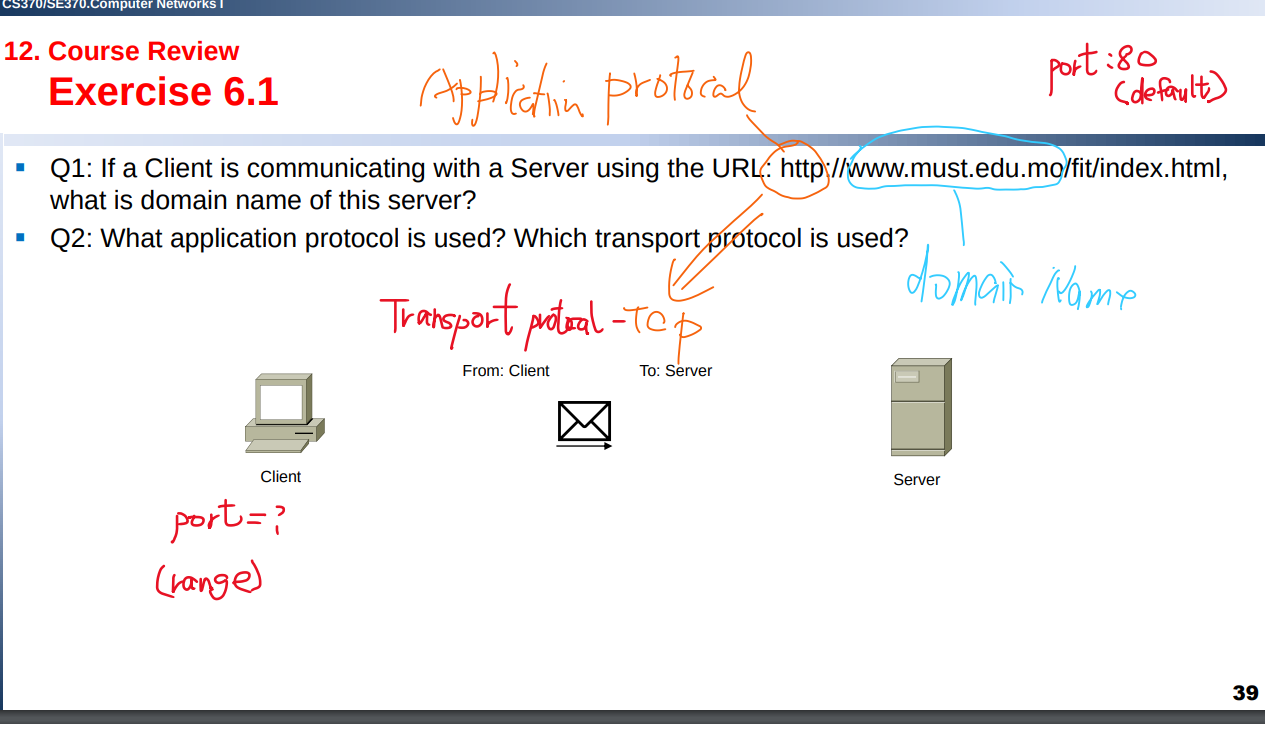 CS370/SE370.Computer Networks I
12. Course Review
Exercise 6.1
Application protocal
port:80
(default)
Q1: If a Client is communicating with a Server using the URL: http://www.must.edu.mo/fit/index.html,
what is domain name of this server?
Q2: What application protocol is used? Which transport protocol is used?
domain Name
Transport protocal - TCP
From: Client
To: Server
Client
Server
port=?
(range)
39